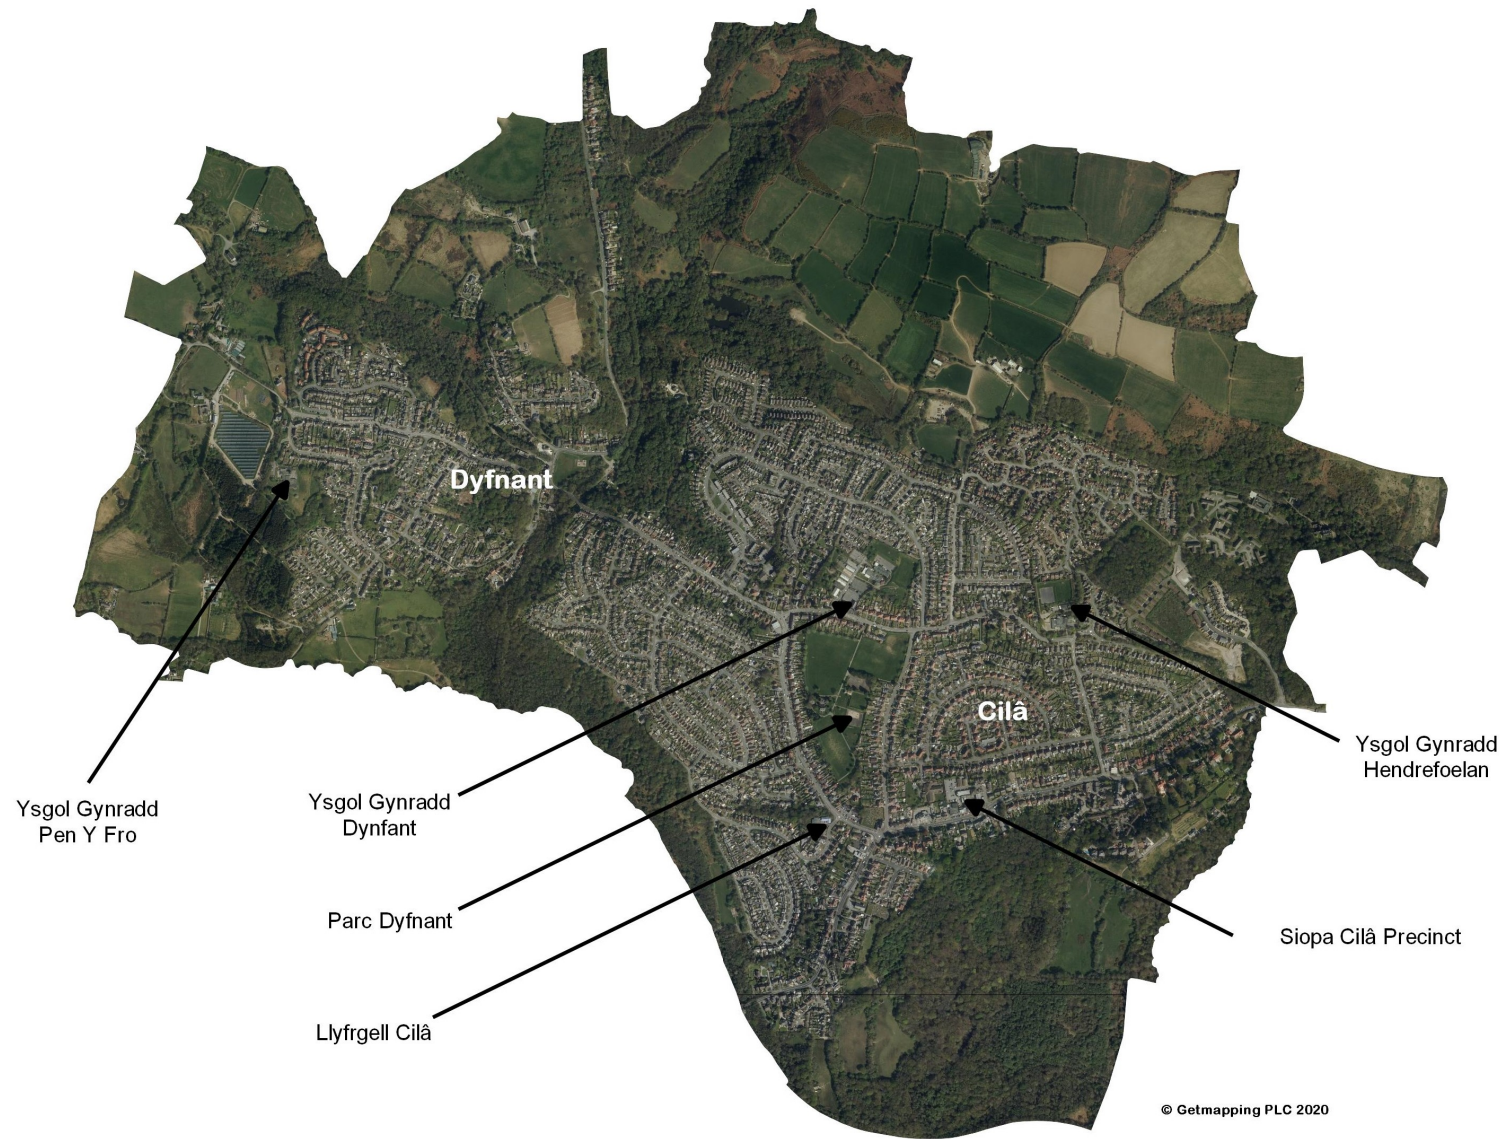 Dyfnant
Cilâ
Ysgol Gynradd
Pen Y Fro
Ysgol Gynradd
Dynfant
Parc Dyfnant
Llyfrgell Cilâ
Ysgol Gynradd
Hendrefoelan
Siopa Cilâ Precinct
© Getmapping PLC 2020